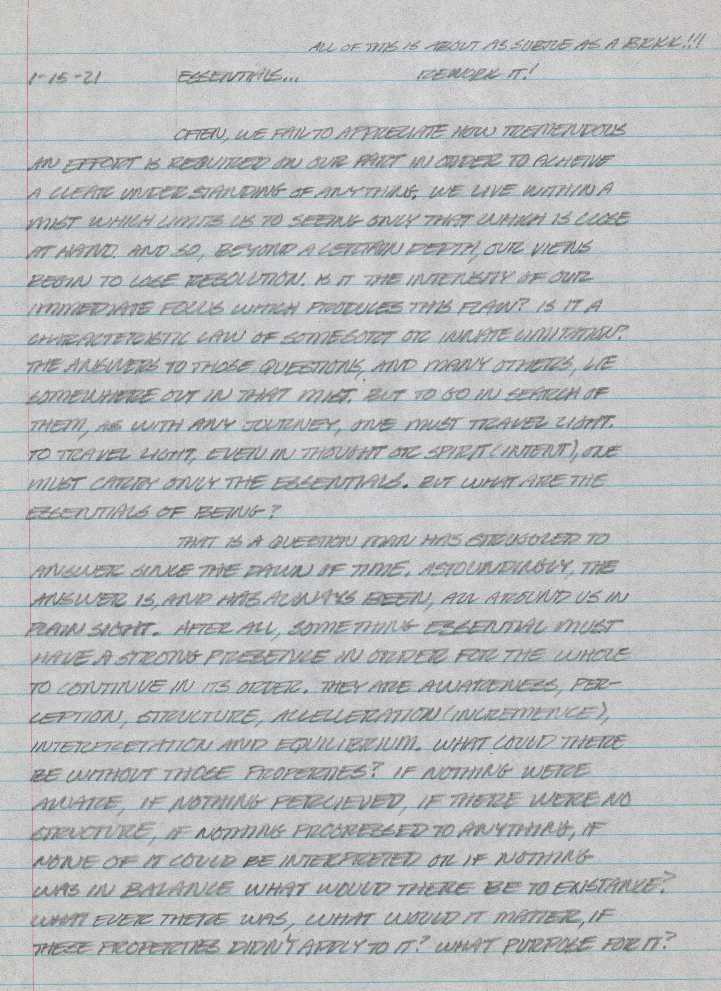 ALL OF THIS IS ABOUT AS SUBTLE AS A BRICK!!!
1-15-21 ESSENTIALS... REWORK IT!
OFTEN, WE FAIL TO APPRECIATE HOW TREMENDOUS
AN EFFORT IS REQUIRED ON OUR PART IN ORDER TO ACHEIVE
A CLEAR UNDERSTANDING OF ANYTHING. WE LIVE WITHIN A
MIST WHICH LIMITS US TO SEEING ONLY THAT WHICH IS CLOSE
AT HAND. AND SO, BEYOND A CERTAIN DEPTH, OUR VIEWS
BEGIN TO LOSE RESOLUTION. IS IT THE INTENSITY OF OUR
IMMEDIATE FOCUS WHICH PRODUCES THIS FLAW? IS IT A
CHARACTERISTIC LAW OF SOMESORT OR INNATE LIMITATION?
THE ANSWERS TO THOSE QUESTIONS, AND MANY OTHERS, LIE
SOMEWHERE OUT IN THAT MIST. BUT TO GO IN SEARCH OF
THEM, AS WITH ANY JOURNEY, ONE MUST TRAVEL LIGHT.
TO TRAVEL LIGHT, EVEN IN THOUGHT OR SPIRIT (INTENT), ONE
MUST CARRY ONLY THE ESSENTIALS. BUT WHAT ARE THE
ESSENTIALS OF BEING?
THAT IS A QUESTION MAN HAS STRUGGLED TO
ANSWER SINCE THE DAWN OF TIME. ASTOUNDINGLY, THE
ANSWER IS, AND HAS ALWAYS BEEN, ALL AROUND US IN
PLAIN SIGHT. AFTER ALL, SOMETHING ESSENTIAL MUST
HAVE A STRONG PRESENCE IN ORDER FOR THE WHOLE
TO CONTINUE IN ITS ORDER. THEY ARE AWARENESS, PER-
CEPTION, STRUCTURE, ACCELLERATION (INCREMENCE),
INTERPRETATION AND EQUILIBRIUM. WHAT COULD THERE
BE WITHOUT THOSE PROPERTIES? IF NOTHING WERE
AWARE, IF NOTHING PERCIEVED, IF THERE WERE NO
STRUCTURE, IF NOTHING PROGRESSED TO ANYTHING, IF
NONE OF IT COULD BE INTERPRETED OR IF NOTHING
WAS IN BALANCE WHAT WOULD THERE BE TO EXISTANCE?
WHAT EVER THERE WAS, WHAT WOULD IT MATTER, IF
THESE PROPERTIES DIDN'T APPLY TO IT? WHAT PURPOSE FOR IT?